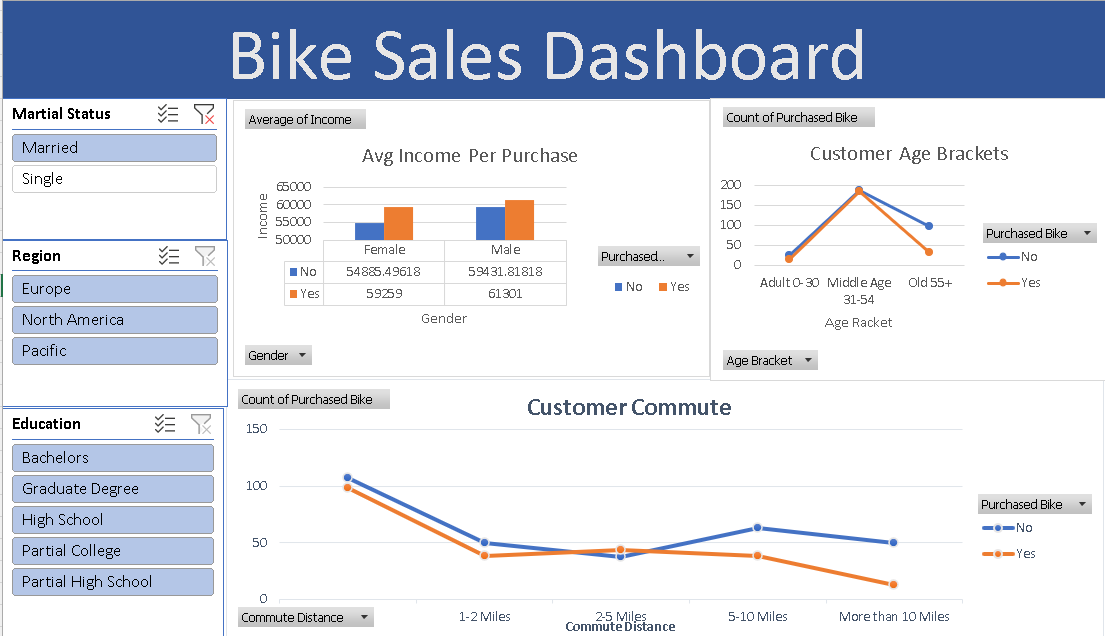 Bike Sales Dashboard
Martial Status
Married
Single
Region
Europe
North America
Pacific
Education
Bachelors
Graduate Degree
High School
Partial College
Partial High School
Average of Income
Avg Income Per Purchase
65000
60000
55000
50000
Income
Female Male
No 54885.49618 59431.81818
Yes 59259 61301
Gender
Purchased...
No Yes
Gender
Count of Purchased Bike
Customer Age Brackets
200
150
100
50
0
Adult 0-30 Middle Age 31-54 Old 55+
Age Racket
Purchased Bike
No
Yes
Age Bracket
Count of Purchased Bike
Customer Commute
150
100
50
0
1-2 Miles 2-5 Miles 5-10 Miles More than 10 Miles
Commute Distance
Commute Distance
Purchased Bike
No
Yes